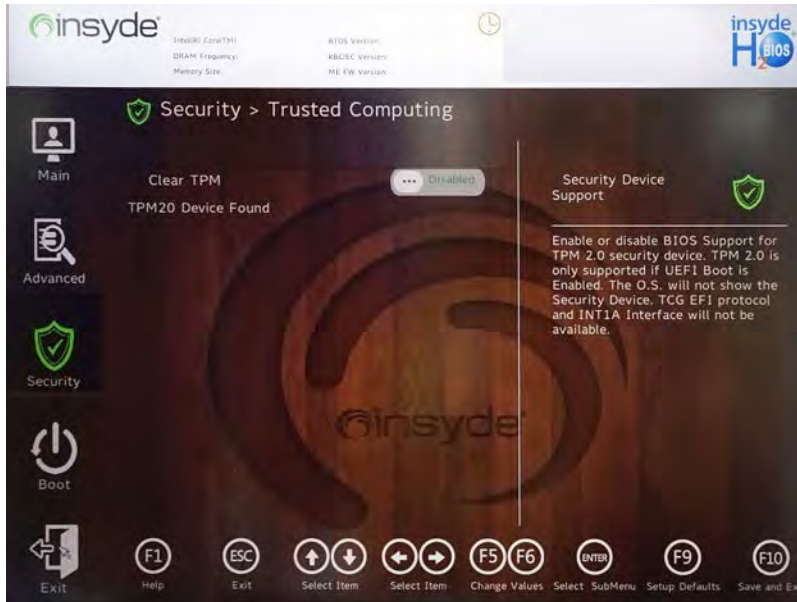 insyde
Intel(R) Core(TM)
DRAM Frequency:
Memory Size:
BIOS Version:
KBC/EC Version:
ME FW Version:
insyde
H2O
BIOS
Security > Trusted Computing
Main
Advanced
Security
Boot
Exit
Clear TPM
Disabled
TPM20 Device Found
Security Device
Support
Enable or disable BIOS Support for
TPM 2.0 security device. TPM 2.0 is
only supported if UEFI Boot is
Enabled. The O.S. will not show the
Security Device. TCG EFI protocol
and INT1A Interface will not be
available.
insyde
F1
Help
ESC
Exit
Select Item
Select Item
F5 F6
Change Values
ENTER
Select SubMenu
F9
Setup Defaults
F10
Save and Ex